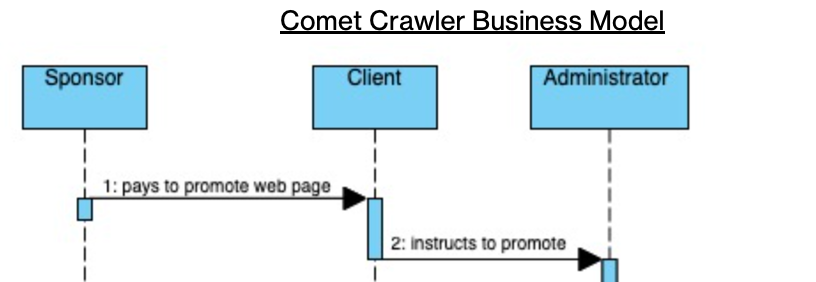 Comet Crawler Business Model
Sponsor
Client
Administrator
1: pays to promote web page
2: instructs to promote